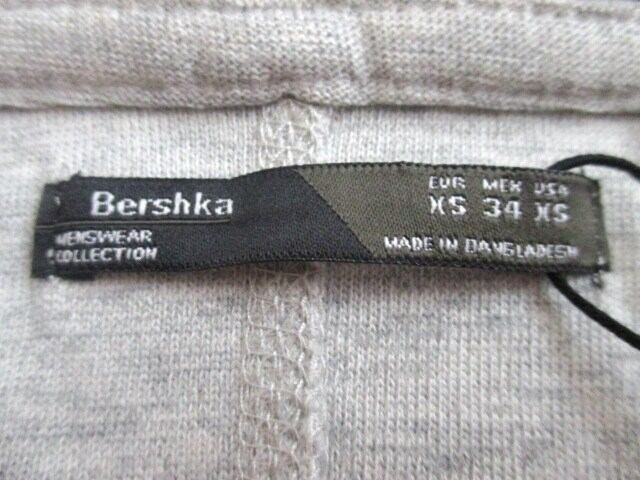 Bershka
MENSWEAR
COLLECTION
EUR MEX USA
XS 34 XS
MADE IN BANGLADESH